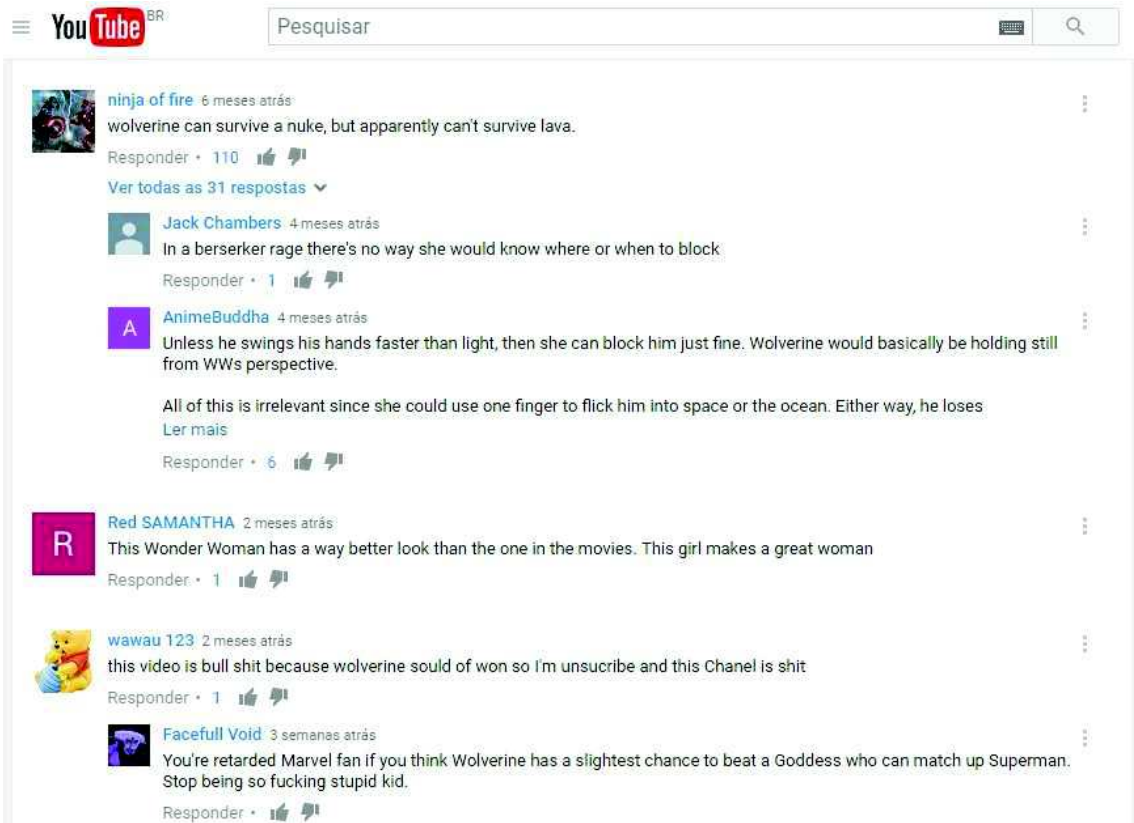 YouTube BR
Pesquisar
ninja of fire 6 meses atrás
wolverine can survive a nuke, but apparently can't survive lava.
Responder • 110
Ver todas as 31 respostas
Jack Chambers 4 meses atrás
In a berserker rage there's no way she would know where or when to block
Responder • 1
A
AnimeBuddha 4 meses atrás
Unless he swings his hands faster than light, then she can block him just fine. Wolverine would basically be holding still
from WWs perspective.
All of this is irrelevant since she could use one finger to flick him into space or the ocean. Either way, he loses
Ler mais
Responder • 6
R
Red SAMANTHA 2 meses atrás
This Wonder Woman has a way better look than the one in the movies. This girl makes a great woman
Responder • 1
wawau 123 2 meses atrás
this video is bull shit because wolverine sould of won so I'm unsucribe and this Chanel is shit
Responder • 1
Facefull Void 3 semanas atrás
You're retarded Marvel fan if you think Wolverine has a slightest chance to beat a Goddess who can match up Superman.
Stop being so fucking stupid kid.
Responder •